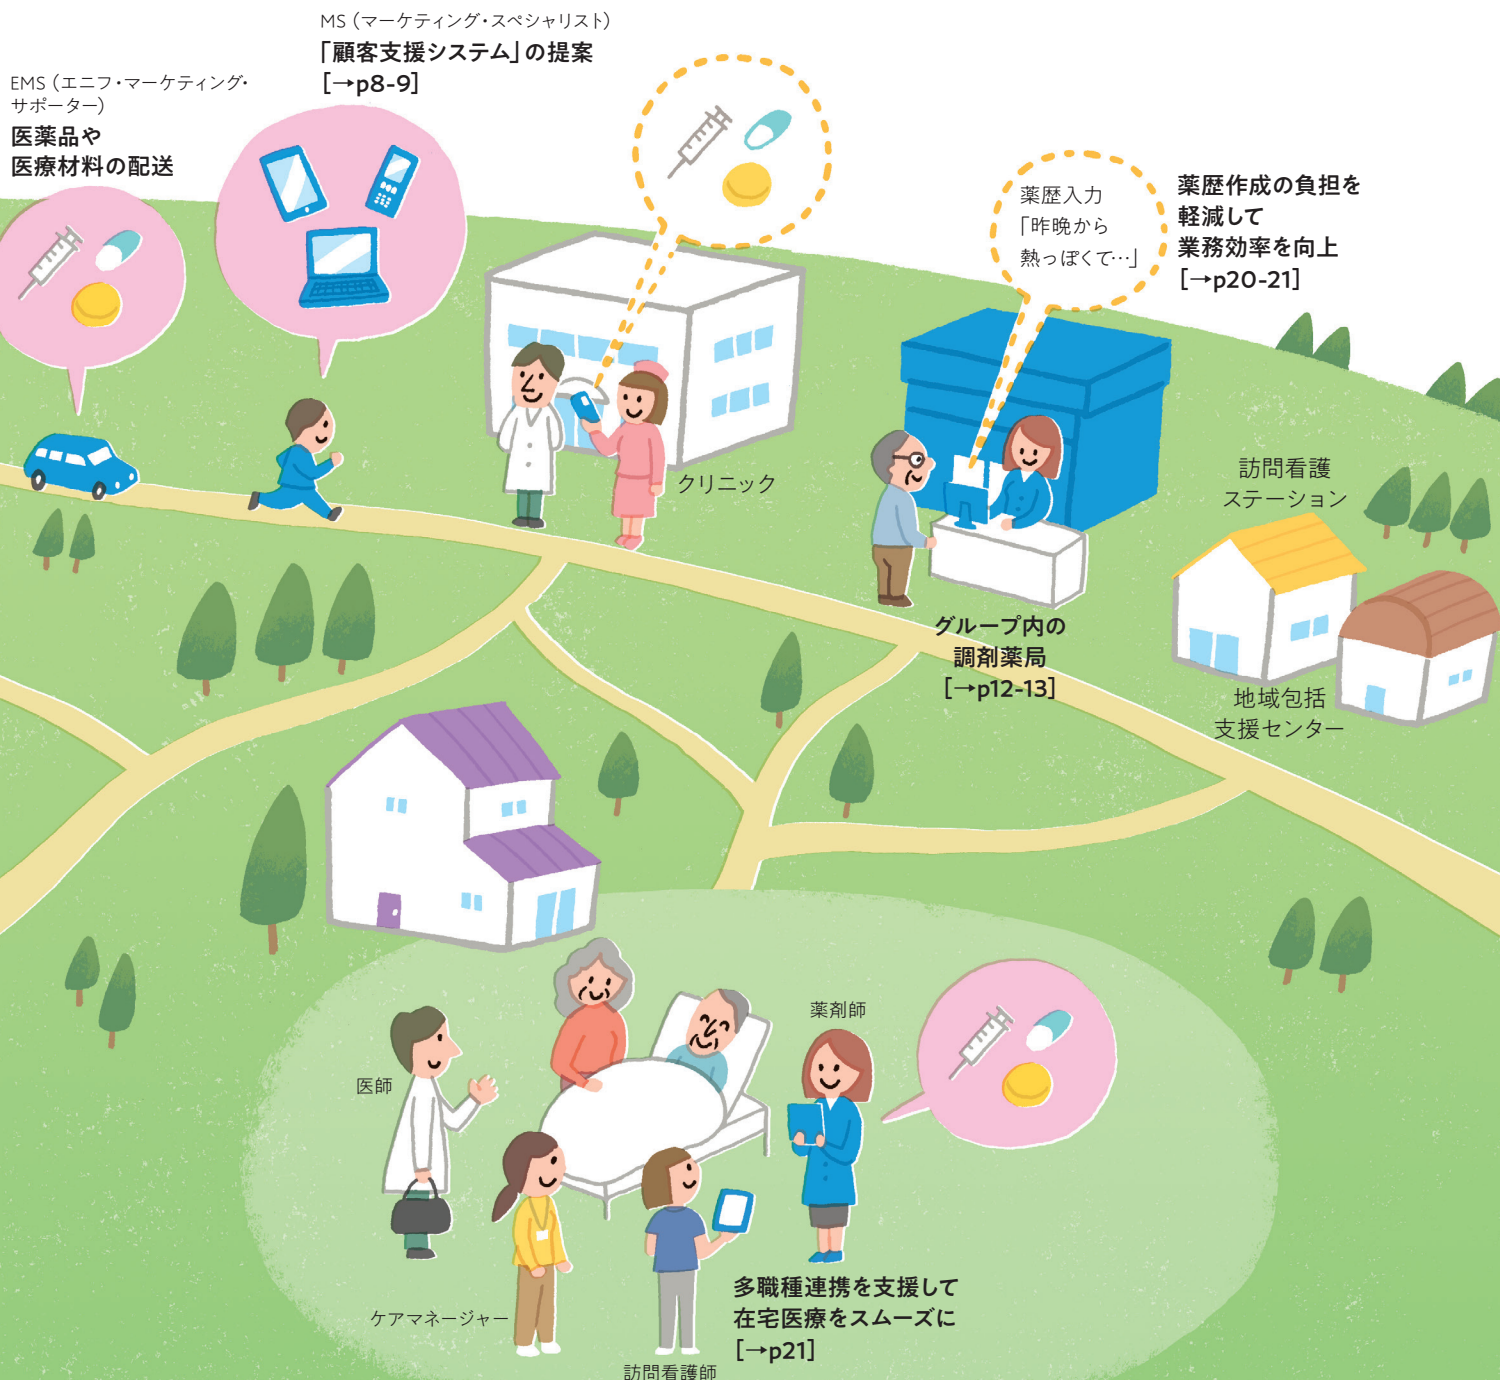 MS（マーケティング・スペシャリスト）
「顧客支援システム」の提案
［→p8-9］
EMS（エニフ・マーケティング・
サポーター）
医薬品や
医療材料の配送
薬歴入力
「昨晩から
熱っぽくて…」
薬歴作成の負担を
軽減して
業務効率を向上
［→p20-21］
クリニック
訪問看護
ステーション
グループ内の
調剤薬局
［→p12-13］
地域包括
支援センター
薬剤師
医師
ケアマネージャー
訪問看護師
多職種連携を支援して
在宅医療をスムーズに
［→p21］